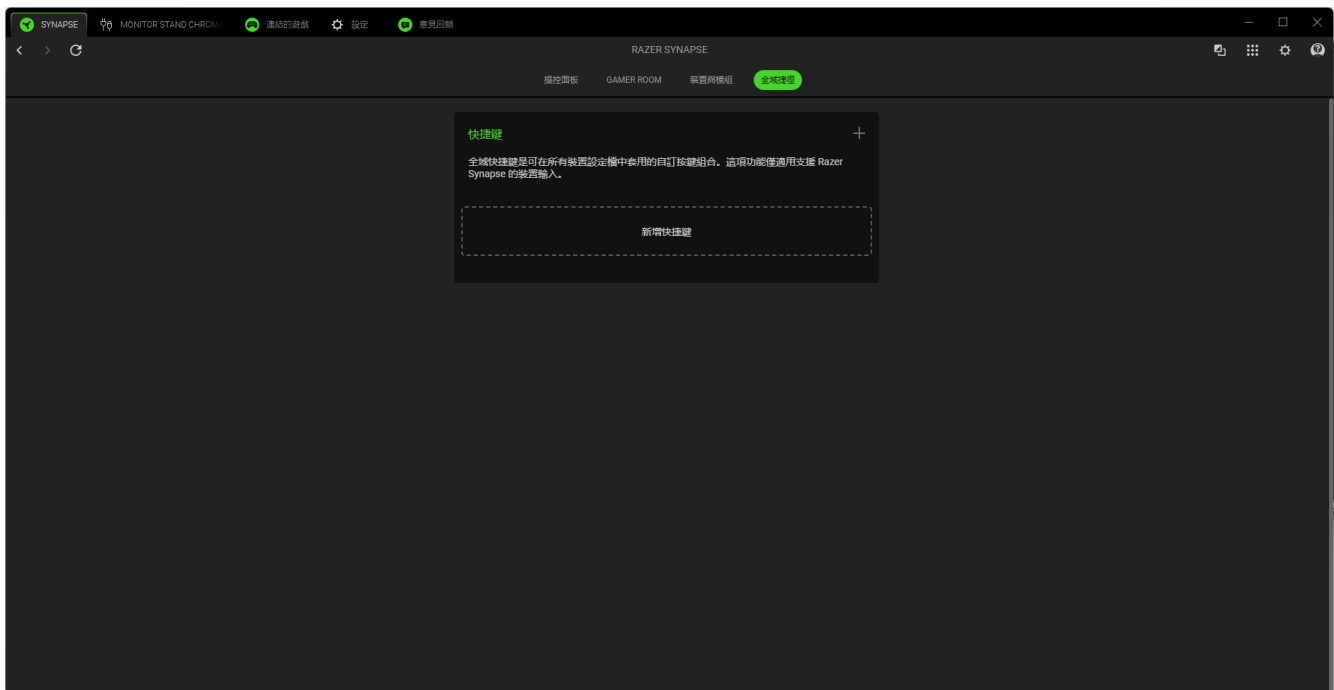 SYNAPSE
MONITOR STAND CHROMA
連結的遊戲
設定
意見回饋
RAZER SYNAPSE
操控面板
GAMER ROOM
裝置與模組
全域捷徑
快捷鍵
全域快捷鍵是可在所有裝置設定檔中套用的自訂按鍵組合。這項功能僅適用支援 Razer
Synapse 的裝置輸入。
新增快捷鍵